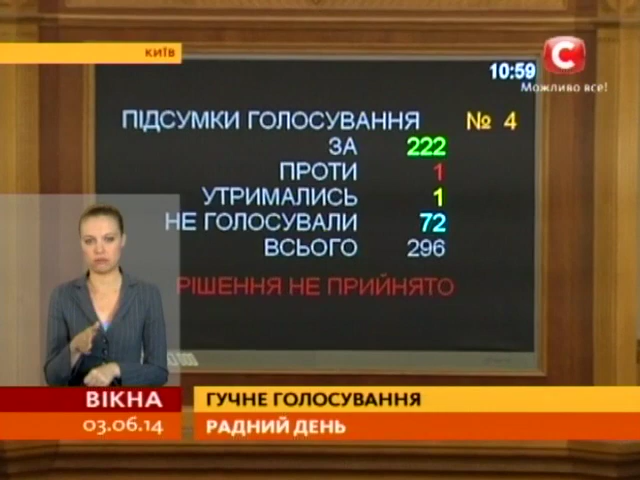 КИЇВ
10:59
С
Можливо все!
ПІДСУМКИ ГОЛОСУВАННЯ № 4
ЗА 222
ПРОТИ 1
УТРИМАЛИСЬ 1
НЕ ГОЛОСУВАЛИ 72
ВСЬОГО 296
РІШЕННЯ НЕ ПРИЙНЯТО
ВІКНА
03.06.14
ГУЧНЕ ГОЛОСУВАННЯ
РАДНИЙ ДЕНЬ